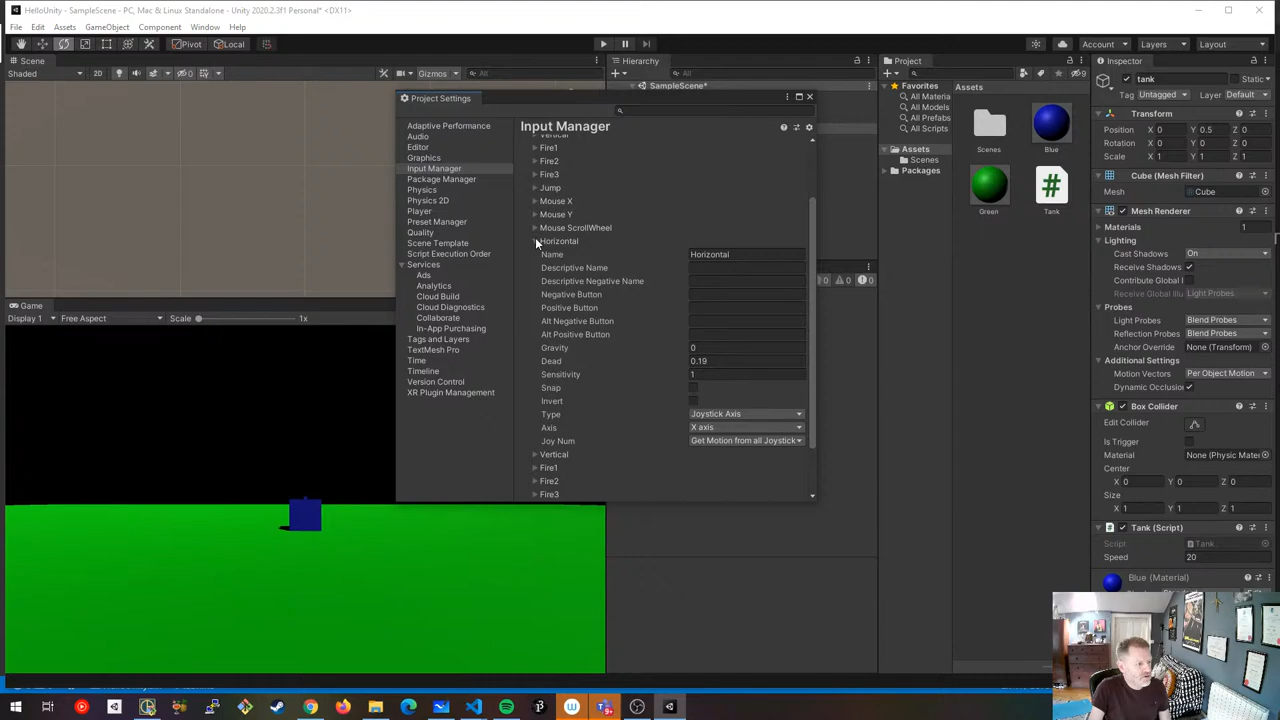 HelloUnity - SampleScene - PC, Mac & Linux Standalone - Unity 2020.2.3f1 Personal* <DX11>
File Edit Assets GameObject Component Window Help
Pivot Local Account Layers Layout
Scene
Shaded 2D 0 Gizmos All
Hierarchy
All
SampleScene*
Project
9
Favorites
All Materia
All Models
All Prefabs
All Scripts
Assets
Scenes
Packages
Assets
Scenes
Blue
Green
Tank
Project Settings
Adaptive Performance
Audio
Editor
Graphics
Input Manager
Package Manager
Physics
Physics 2D
Player
Preset Manager
Quality
Scene Template
Script Execution Order
Services
Ads
Analytics
Cloud Build
Cloud Diagnostics
Collaborate
In-App Purchasing
Tags and Layers
TextMesh Pro
Time
Timeline
Version Control
XR Plugin Management
Input Manager
Vertical
Fire1
Fire2
Fire3
Jump
Mouse X
Mouse Y
Mouse ScrollWheel
Horizontal
Name Horizontal
Descriptive Name
Descriptive Negative Name
Negative Button
Positive Button
Alt Negative Button
Alt Positive Button
Gravity 0
Dead 0.19
Sensitivity 1
Snap
Invert
Type Joystick Axis
Axis X axis
Joy Num Get Motion from all Joystick
Vertical
Fire1
Fire2
Fire3
0 0 0
Game
Display 1 Free Aspect Scale 1x
Inspector
tank Static
Tag Untagged Layer Default
Transform
Position X 0 Y 0.5 Z 0
Rotation X 0 Y 0 Z 0
Scale X 1 Y 1 Z 1
Cube (Mesh Filter)
Mesh Cube
Mesh Renderer
Materials 1
Lighting
Cast Shadows On
Receive Shadows
Contribute Global I
Receive Global Illu Light Probes
Probes
Light Probes Blend Probes
Reflection Probes Blend Probes
Anchor Override None (Transform)
Additional Settings
Motion Vectors Per Object Motion
Dynamic Occlusion
Box Collider
Edit Collider
Is Trigger
Material None (Physic Mater
Center
X 0 Y 0 Z 0
Size
X 1 Y 1 Z 1
Tank (Script)
Script Tank
Speed 20
Blue (Material)